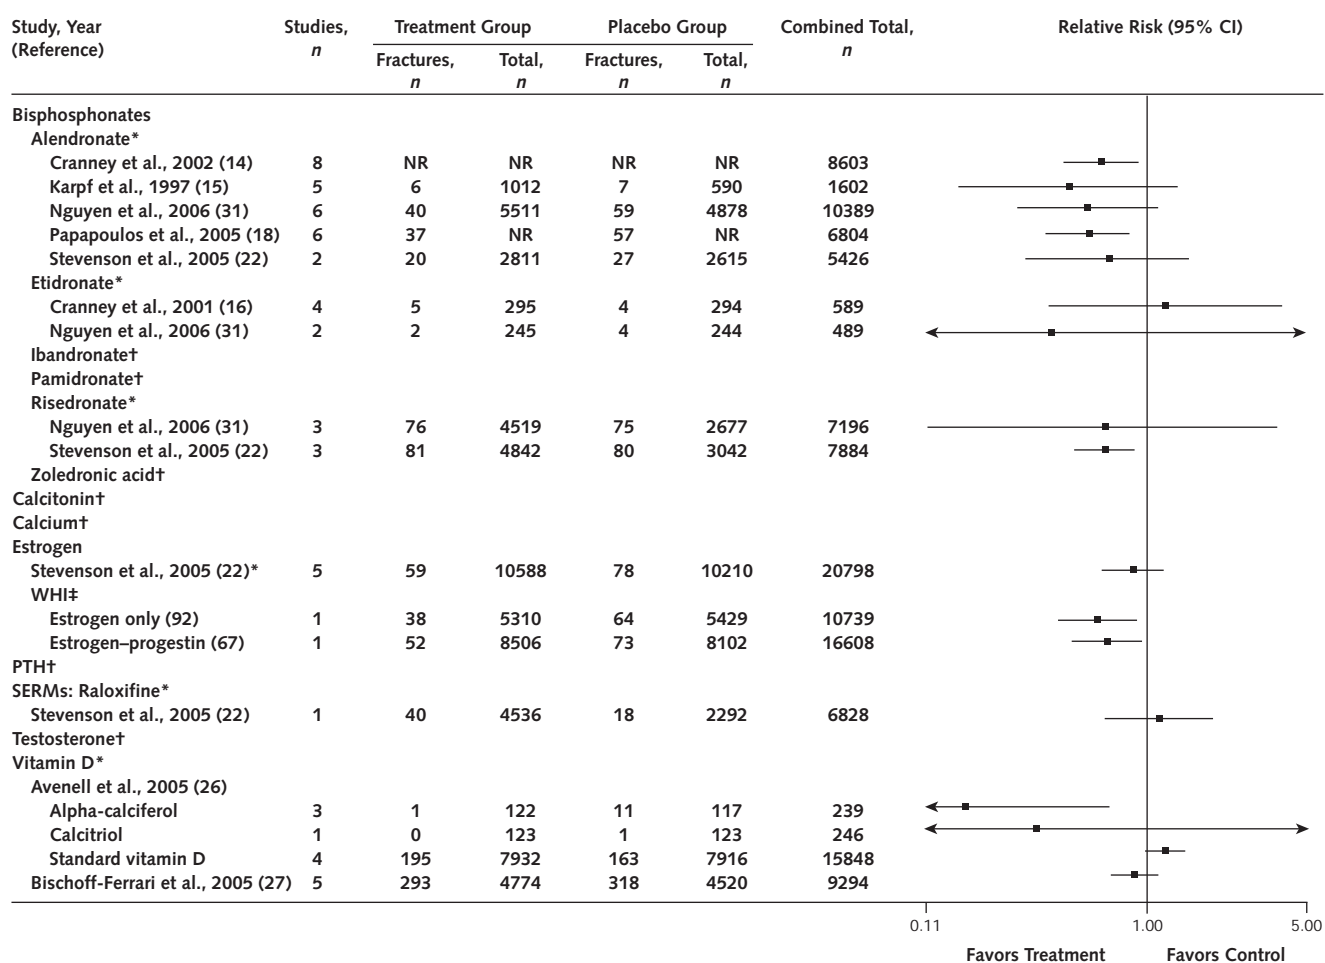 Study, Year Studies, Treatment Group Placebo Group Combined Total, Relative Risk (95% CI)
(Reference) n n
Fractures, Total, Fractures, Total,
n n n n
Bisphosphonates
Alendronate*
Cranney et al., 2002 (14) 8 NR NR NR NR 8603
Karpf et al., 1997 (15) 5 6 1012 7 590 1602
Nguyen et al., 2006 (31) 6 40 5511 59 4878 10389
Papapoulos et al., 2005 (18) 6 37 NR 57 NR 6804
Stevenson et al., 2005 (22) 2 20 2811 27 2615 5426
Etidronate*
Cranney et al., 2001 (16) 4 5 295 4 294 589
Nguyen et al., 2006 (31) 2 2 245 4 244 489
Ibandronate†
Pamidronate†
Risedronate*
Nguyen et al., 2006 (31) 3 76 4519 75 2677 7196
Stevenson et al., 2005 (22) 3 81 4842 80 3042 7884
Zoledronic acid†
Calcitonin†
Calcium†
Estrogen
Stevenson et al., 2005 (22)* 5 59 10588 78 10210 20798
WHI‡
Estrogen only (92) 1 38 5310 64 5429 10739
Estrogen–progestin (67) 1 52 8506 73 8102 16608
PTH†
SERMs: Raloxifine*
Stevenson et al., 2005 (22) 1 40 4536 18 2292 6828
Testosterone†
Vitamin D*
Avenell et al., 2005 (26)
Alpha-calciferol 3 1 122 11 117 239
Calcitriol 1 0 123 1 123 246
Standard vitamin D 4 195 7932 163 7916 15848
Bischoff-Ferrari et al., 2005 (27) 5 293 4774 318 4520 9294
0.11 1.00 5.00
Favors Treatment Favors Control